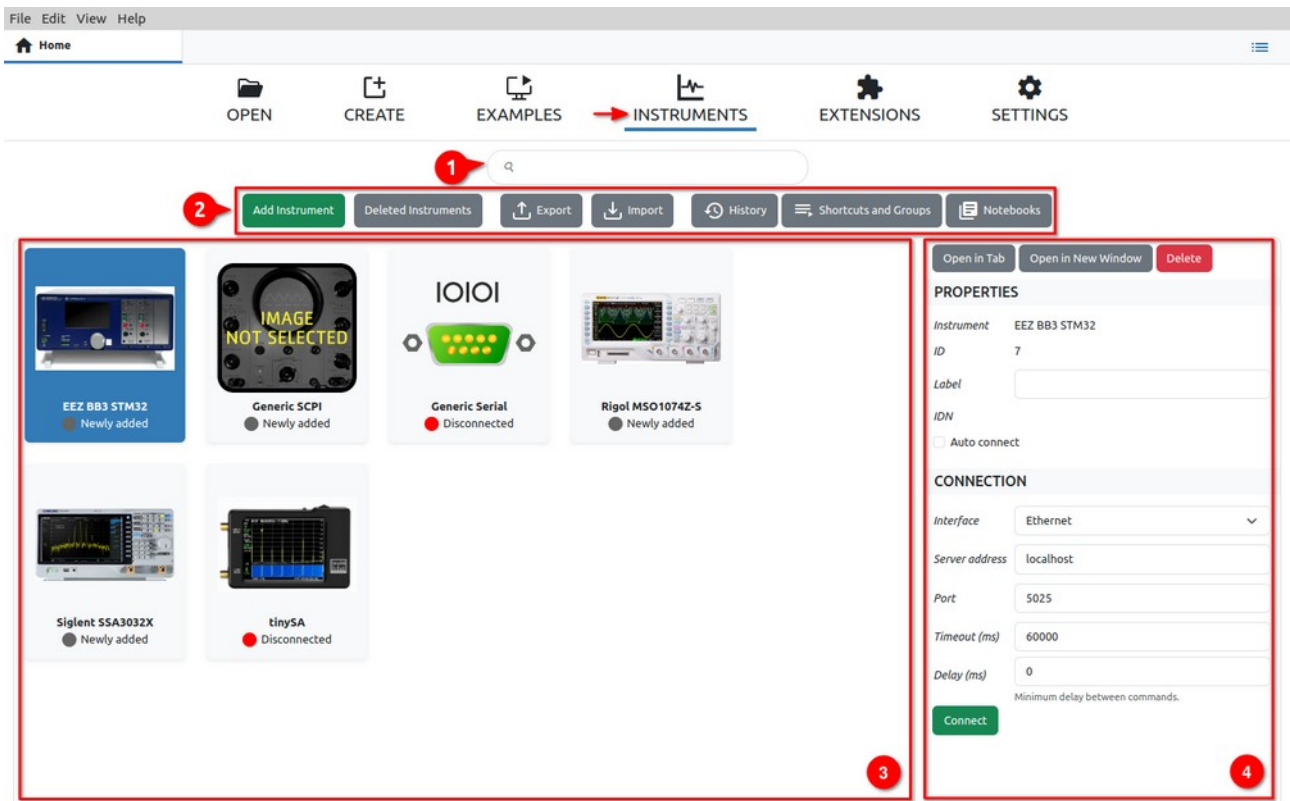 File Edit View Help
Home
OPEN CREATE EXAMPLES INSTRUMENTS EXTENSIONS SETTINGS
1
2
Add Instrument Deleted Instruments Export Import History Shortcuts and Groups Notebooks
IMAGE
NOT SELECTED
IOIOI
EEZ BB3 STM32 Generic SCPI Generic Serial Rigol MSO1074Z-S
Newly added Newly added Disconnected Newly added
Siglent SSA3032X tinySA
Newly added Disconnected
3
Open in Tab Open in New Window Delete
PROPERTIES
Instrument EEZ BB3 STM32
ID 7
Label
IDN
Auto connect
CONNECTION
Interface Ethernet
Server address localhost
Port 5025
Timeout (ms) 60000
Delay (ms) 0
Minimum delay between commands.
Connect
4